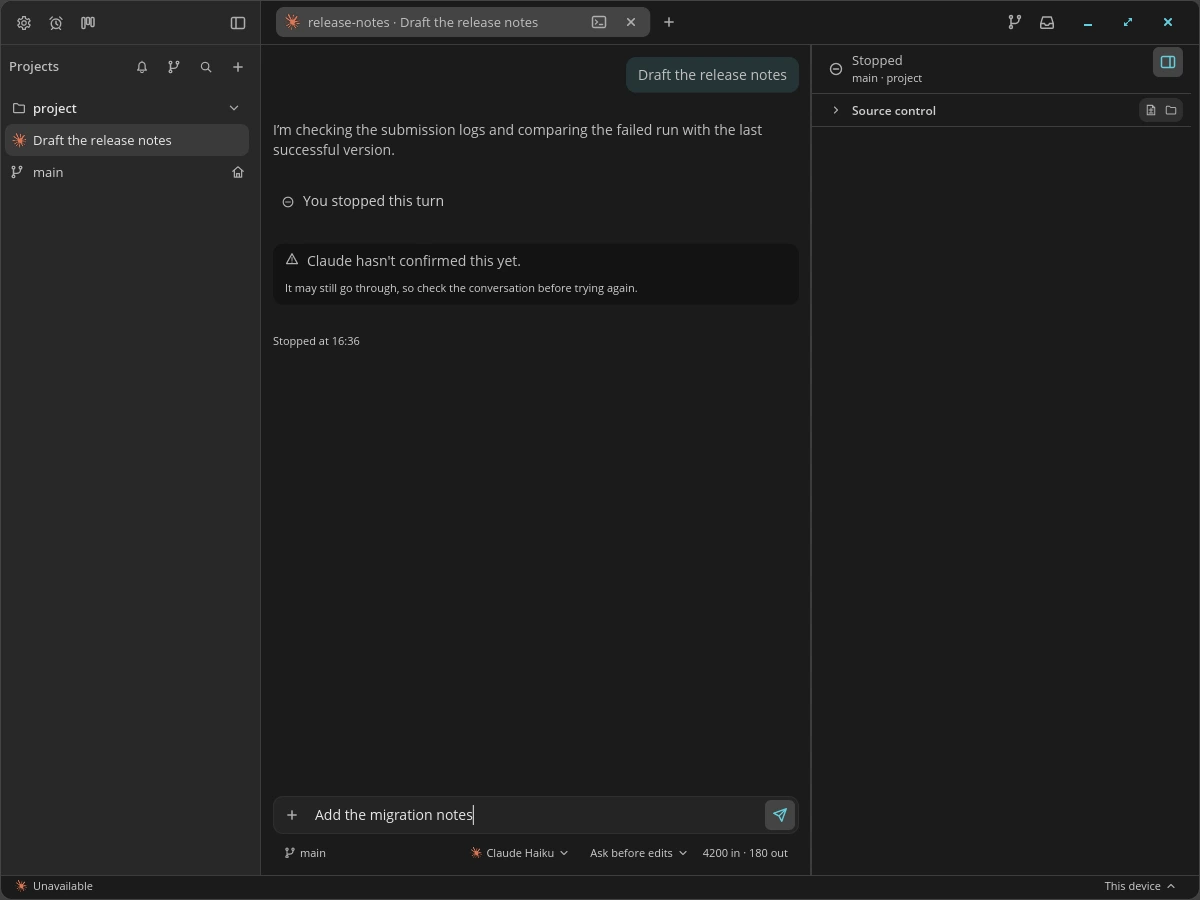 release-notes · Draft the release notes
Projects
project
Draft the release notes
main
Draft the release notes
I'm checking the submission logs and comparing the failed run with the last
successful version.
You stopped this turn
Claude hasn't confirmed this yet.
It may still go through, so check the conversation before trying again.
Stopped at 16:36
Add the migration notes
main
Claude Haiku
Ask before edits
4200 in · 180 out
Stopped
main · project
Source control
Unavailable
This device